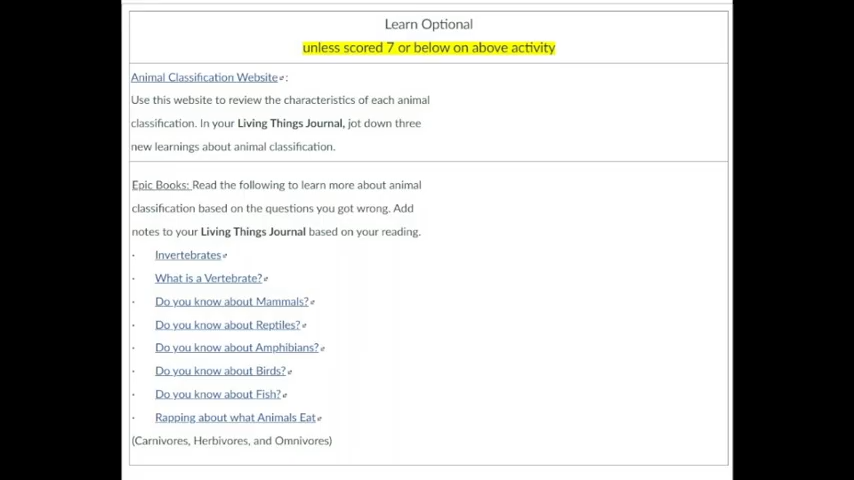 Learn Optional
unless scored 7 or below on above activity
Animal Classification Website :
Use this website to review the characteristics of each animal
classification. In your Living Things Journal, jot down three
new learnings about animal classification.
Epic Books: Read the following to learn more about animal
classification based on the questions you got wrong. Add
notes to your Living Things Journal based on your reading.
· Invertebrates
· What is a Vertebrate?
· Do you know about Mammals?
· Do you know about Reptiles?
· Do you know about Amphibians?
· Do you know about Birds?
· Do you know about Fish?
· Rapping about what Animals Eat
(Carnivores, Herbivores, and Omnivores)